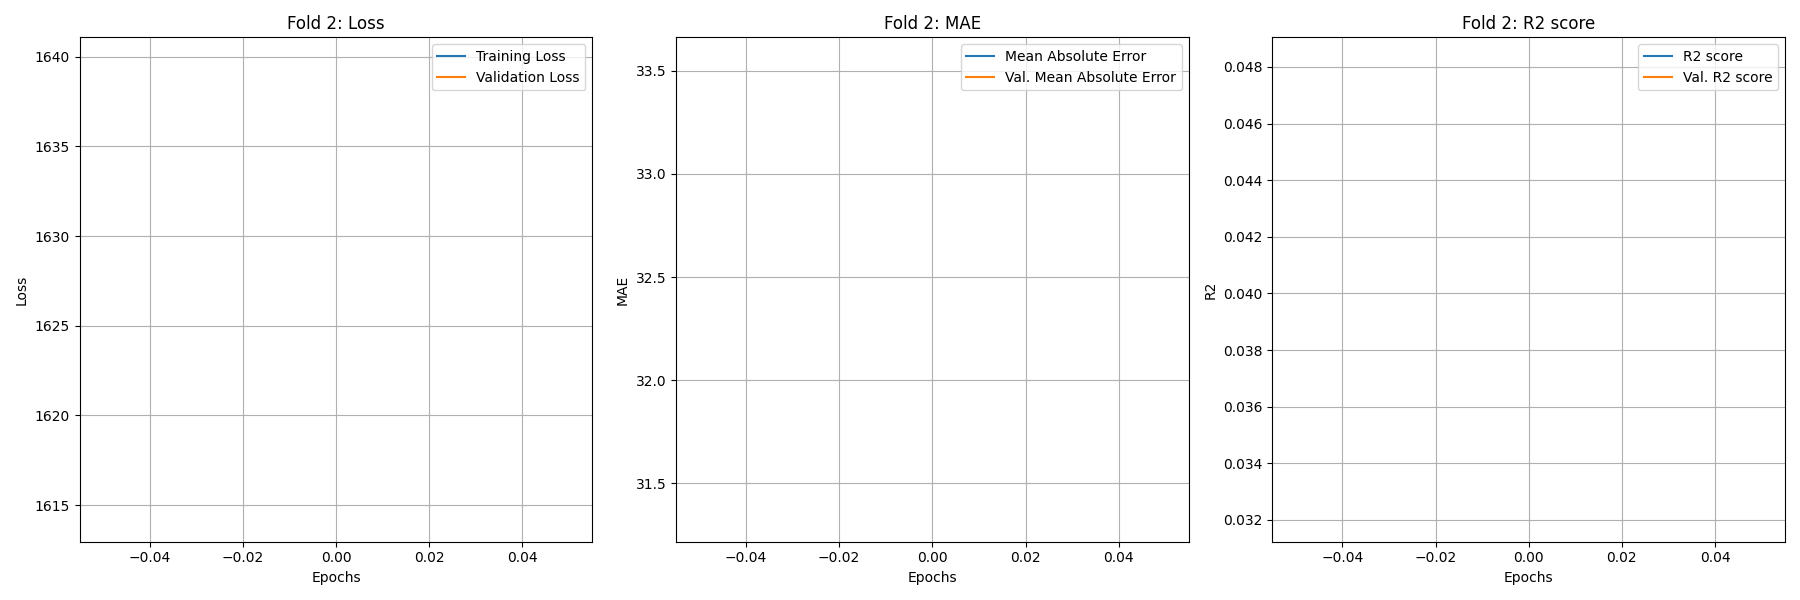 Fold 2: Loss
Training Loss
Validation Loss
1640
1635
1630
1625
1620
1615
Loss
−0.04 −0.02 0.00 0.02 0.04
Epochs
Fold 2: MAE
Mean Absolute Error
Val. Mean Absolute Error
33.5
33.0
32.5
32.0
31.5
MAE
−0.04 −0.02 0.00 0.02 0.04
Epochs
Fold 2: R2 score
R2 score
Val. R2 score
0.048
0.046
0.044
0.042
0.040
0.038
0.036
0.034
0.032
R2
−0.04 −0.02 0.00 0.02 0.04
Epochs